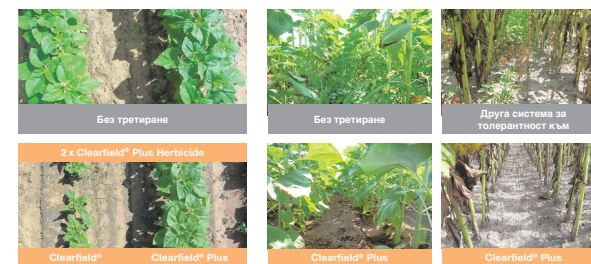 Без третиране
Без третиране
Друга система за
толерантност към
2 x Clearfield® Plus Herbicide
Clearfield®
Clearfield® Plus
Clearfield® Plus
Clearfield® Plus